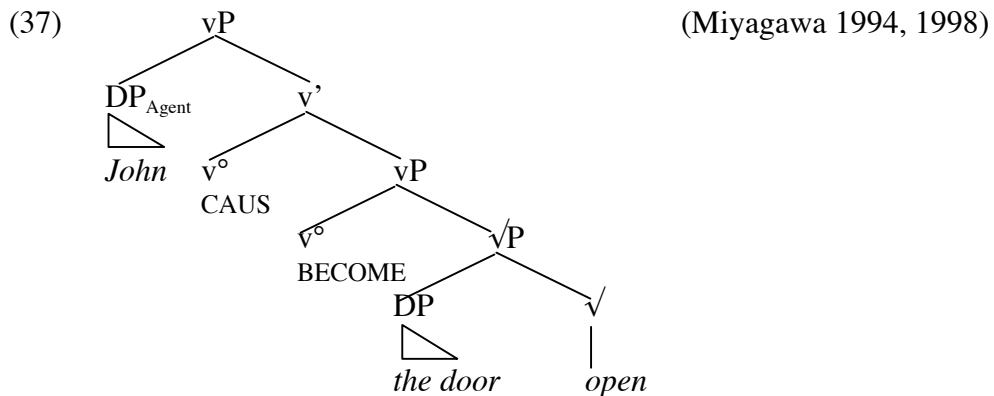 (37) vP (Miyagawa 1994, 1998)
DPAgent v’
John v° vP
CAUS
v° √P
BECOME
DP √
the door open